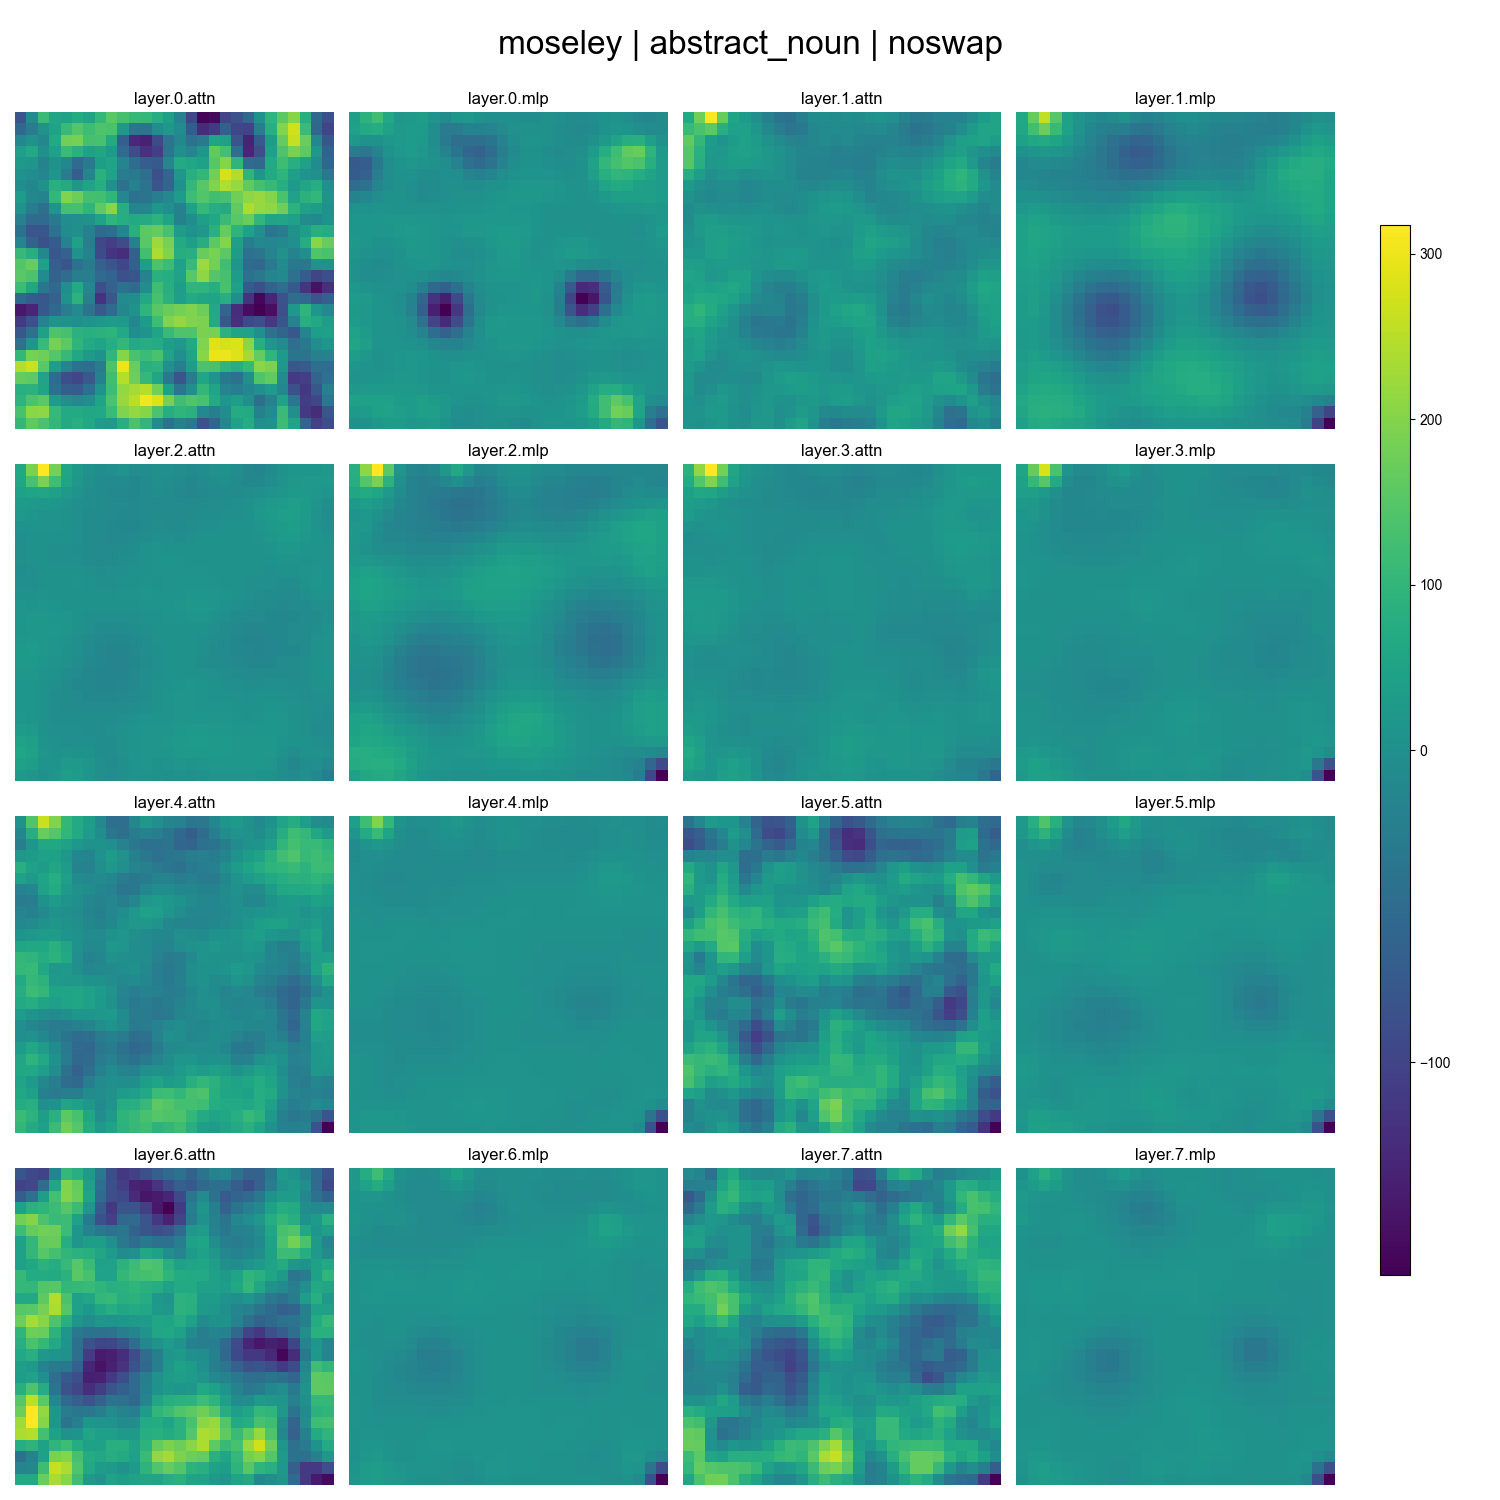 moseley | abstract_noun | noswap
layer.0.attn
layer.0.mlp
layer.1.attn
layer.1.mlp
layer.2.attn
layer.2.mlp
layer.3.attn
layer.3.mlp
layer.4.attn
layer.4.mlp
layer.5.attn
layer.5.mlp
layer.6.attn
layer.6.mlp
layer.7.attn
layer.7.mlp
300
200
100
0
−100